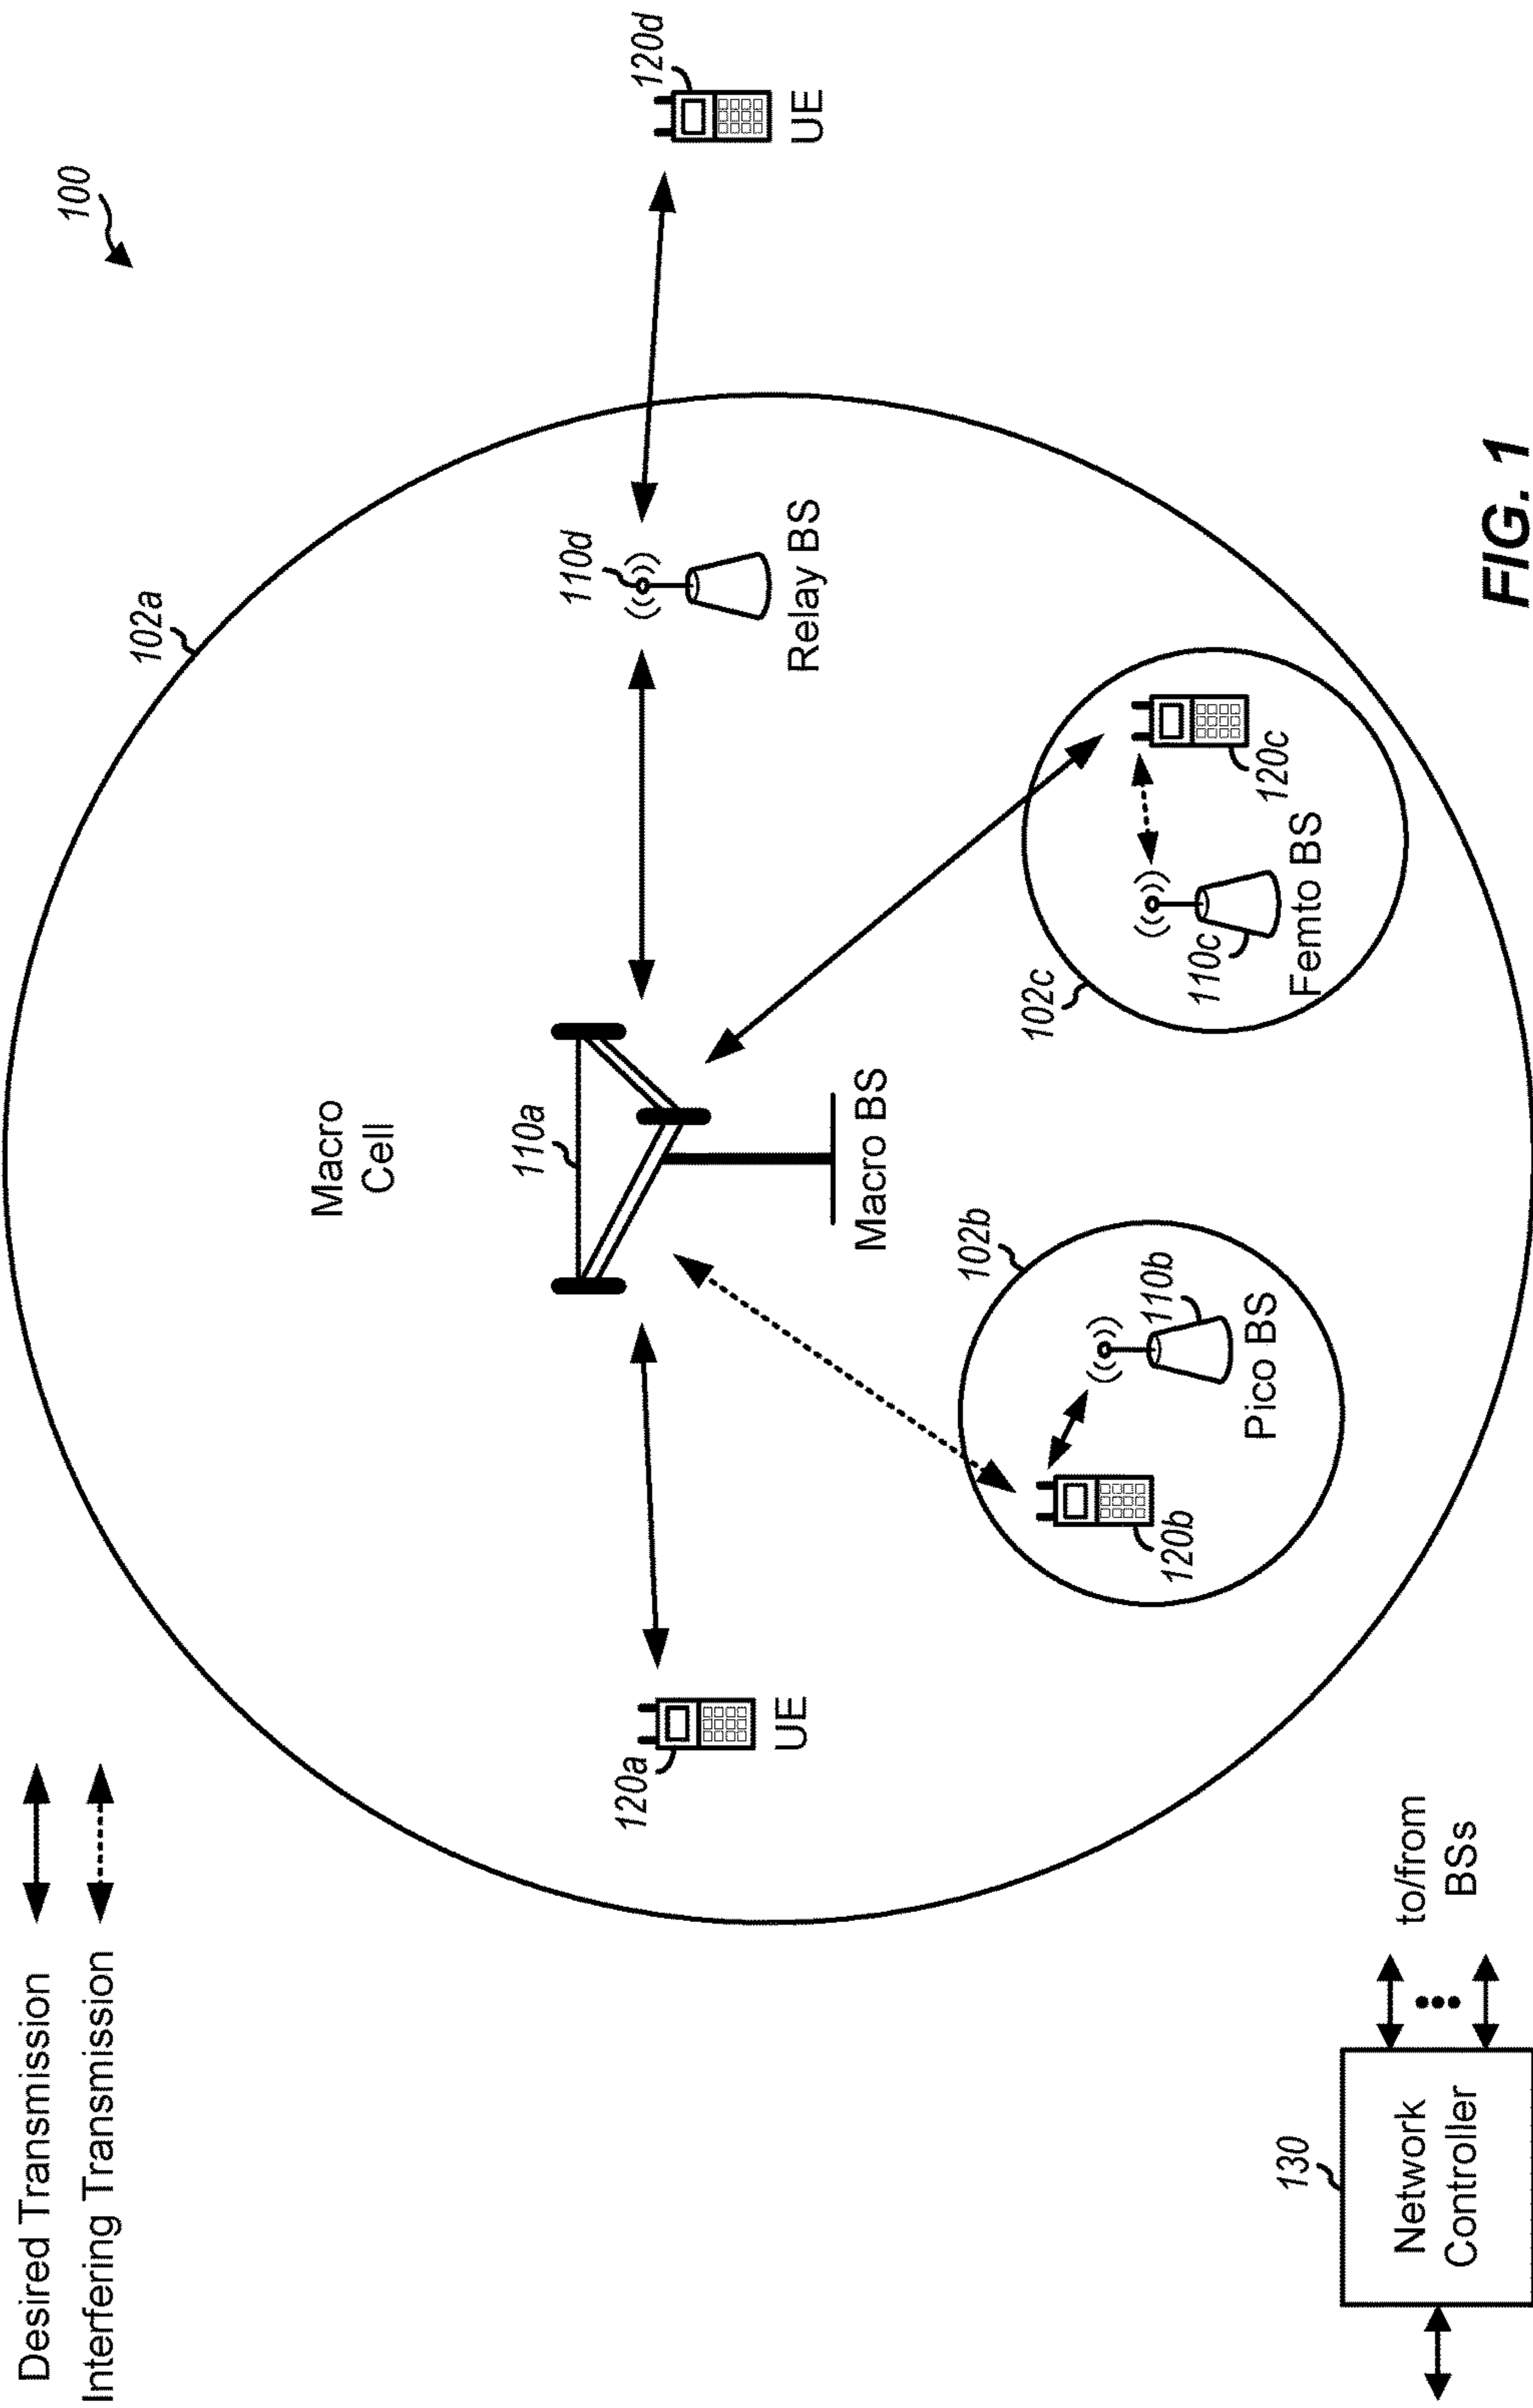 Desired Transmission
Interfering Transmission
100
102a
Macro
Cell
110a
110d
120a
120d
UE
UE
Relay BS
Macro BS
102b
102c
110b
120b
Pico BS
110c
120c
Femto BS
130
Network
Controller
to/from
BSs
FIG. 1